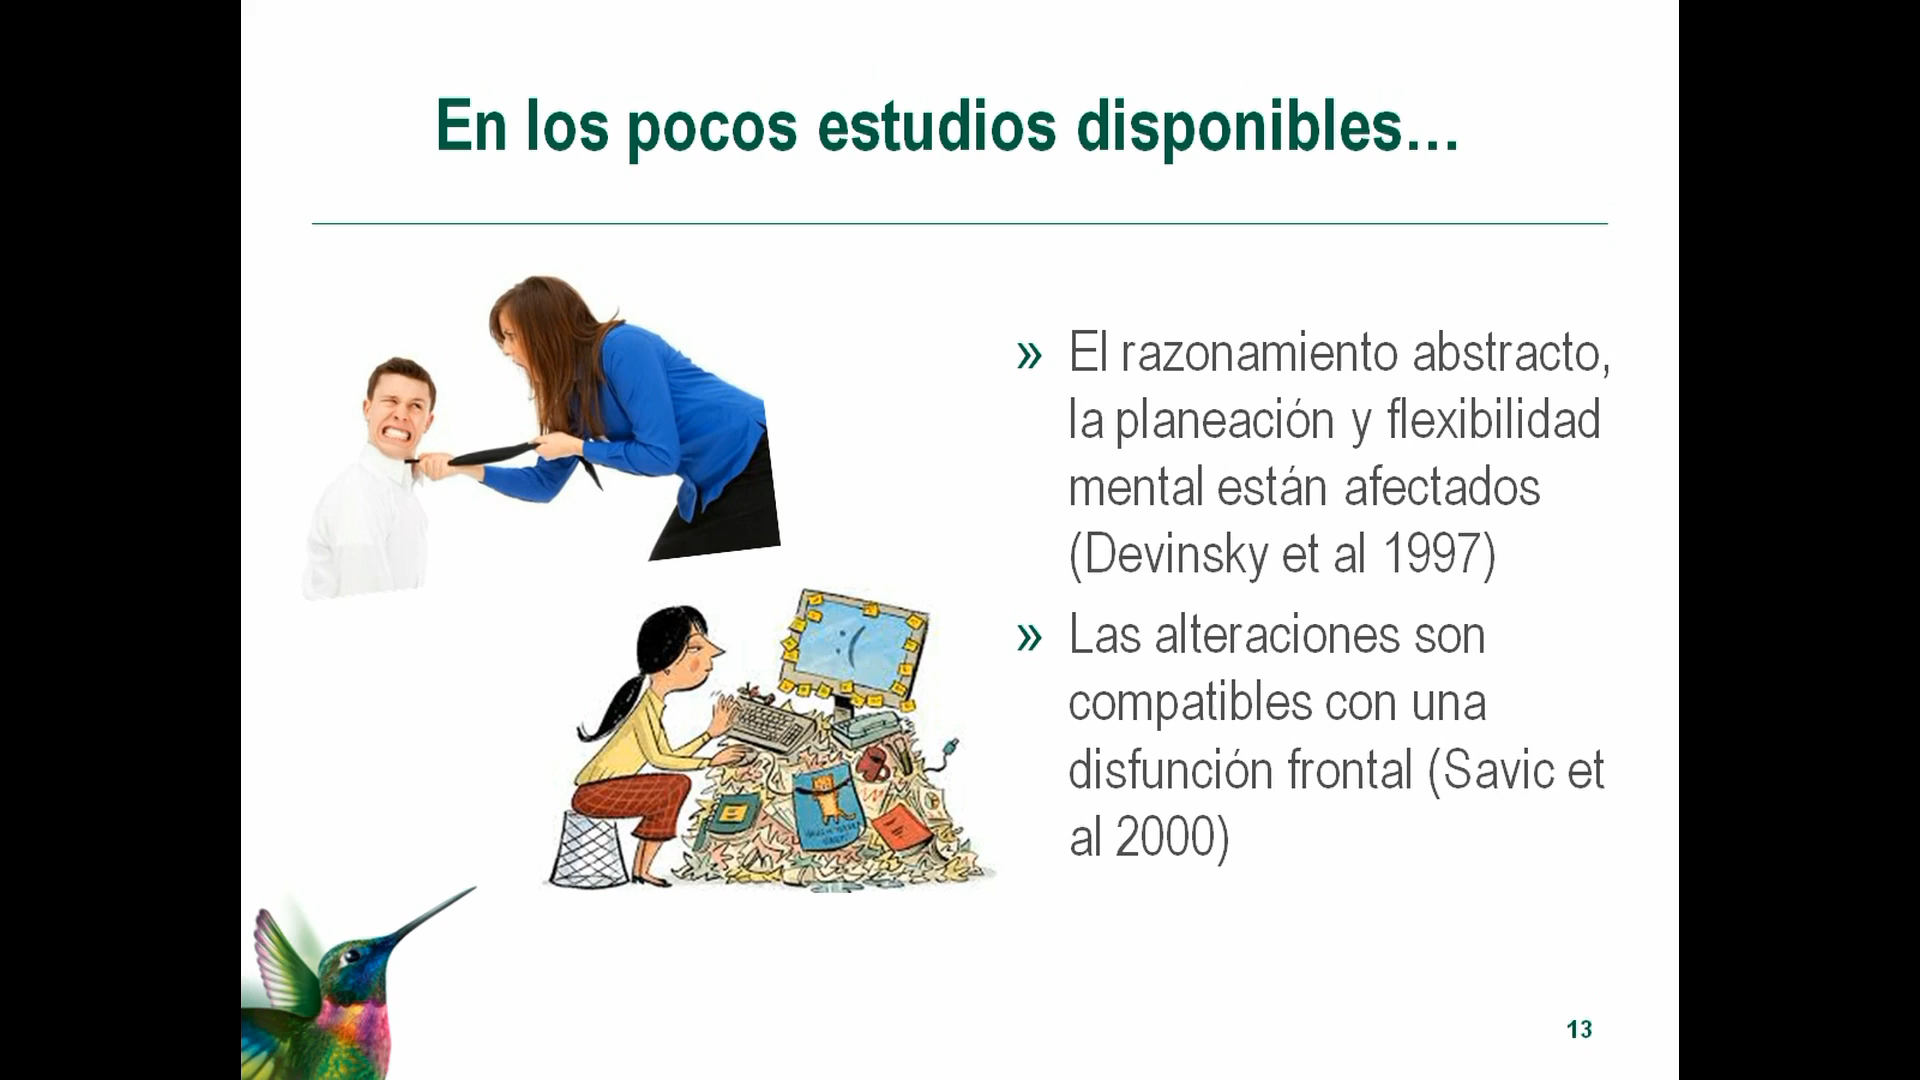 En los pocos estudios disponibles…
» El razonamiento abstracto,
la planeación y flexibilidad
mental están afectados
(Devinsky et al 1997)
» Las alteraciones son
compatibles con una
disfunción frontal (Savic et
al 2000)
13